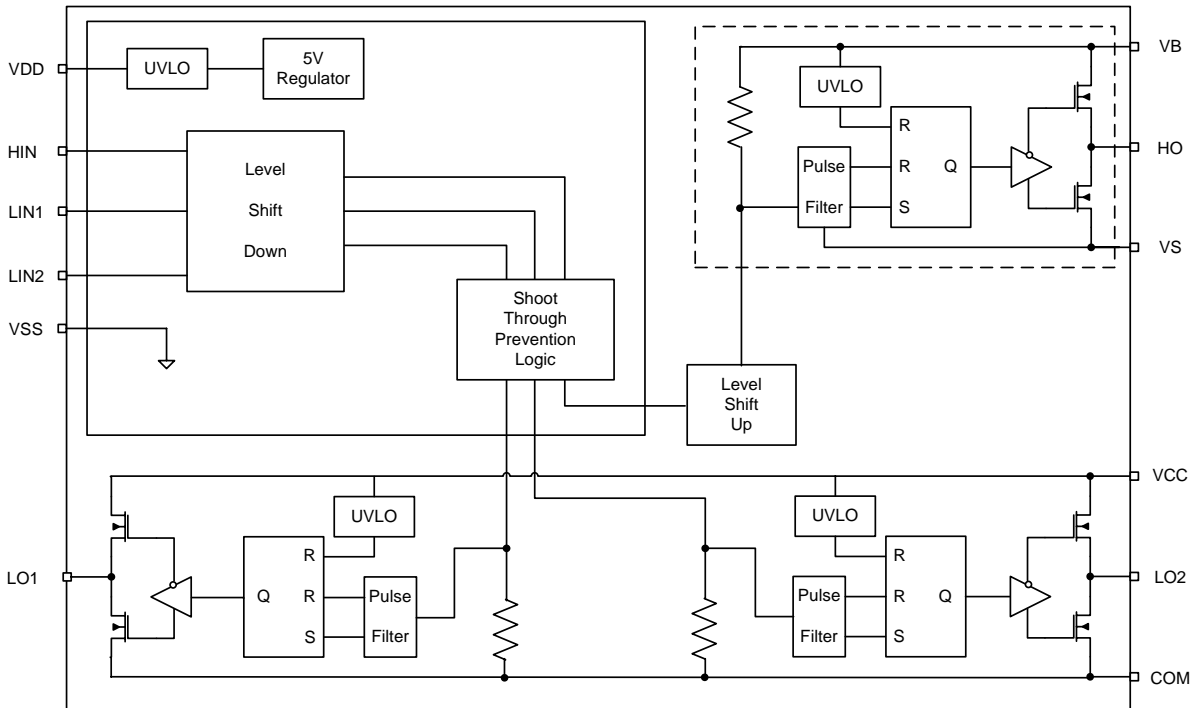 VDD
UVLO
5V
Regulator
HIN
LIN1
LIN2
VSS
Level
Shift
Down
Shoot
Through
Prevention
Logic
Level
Shift
Up
UVLO
Pulse
Filter
R
R
S
Q
VB
HO
VS
LO1
UVLO
Q
R
R
S
Pulse
Filter
UVLO
Pulse
Filter
R
R
S
Q
VCC
LO2
COM